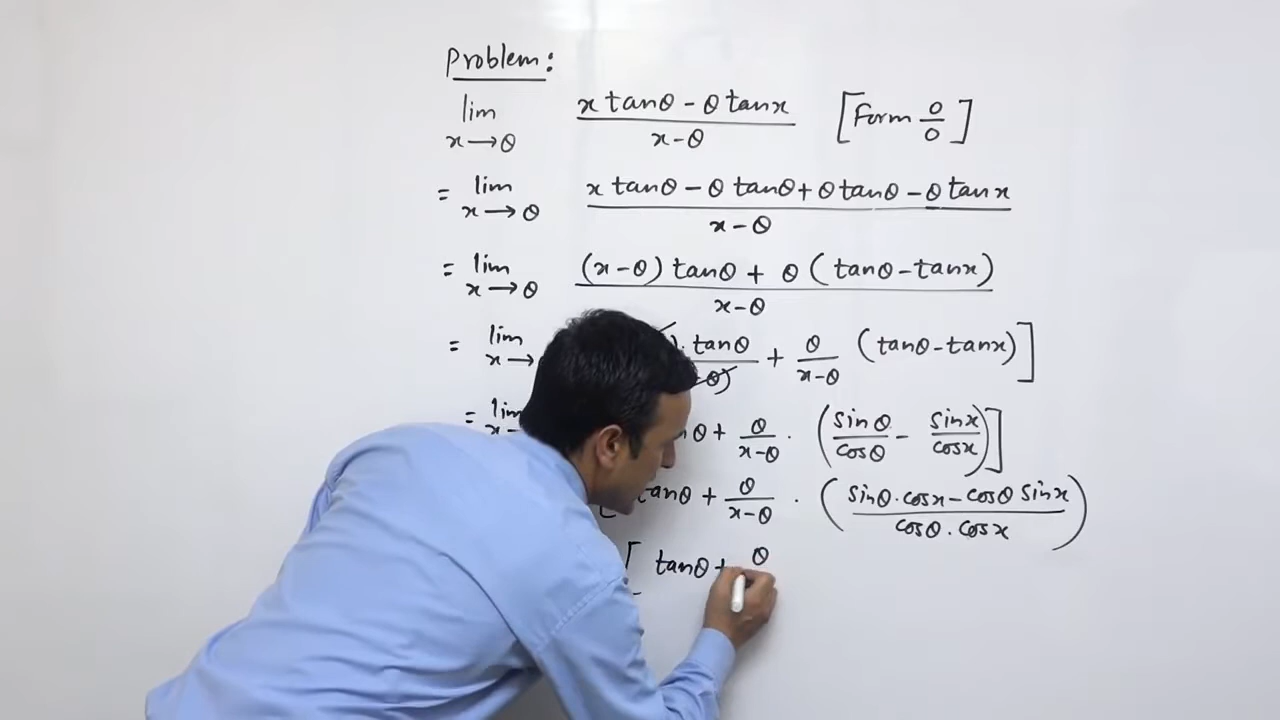 Problem:
lim x→θ (x tanθ - θ tanx)/(x-θ) [Form 0/0]
= lim x→θ (x tanθ - θ tanθ + θ tanθ - θ tanx)/(x-θ)
= lim x→θ ((x-θ) tanθ + θ (tanθ - tanx))/(x-θ)
= lim x→ ). tanθ / θ) + θ/(x-θ) (tanθ - tanx)]
= lim θ + θ/(x-θ) . (sinθ/cosθ - sinx/cosx)]
[ tanθ + θ/(x-θ) . ((sinθ.cosx - cosθ sinx)/(cosθ.cosx))
[ tanθ + θ